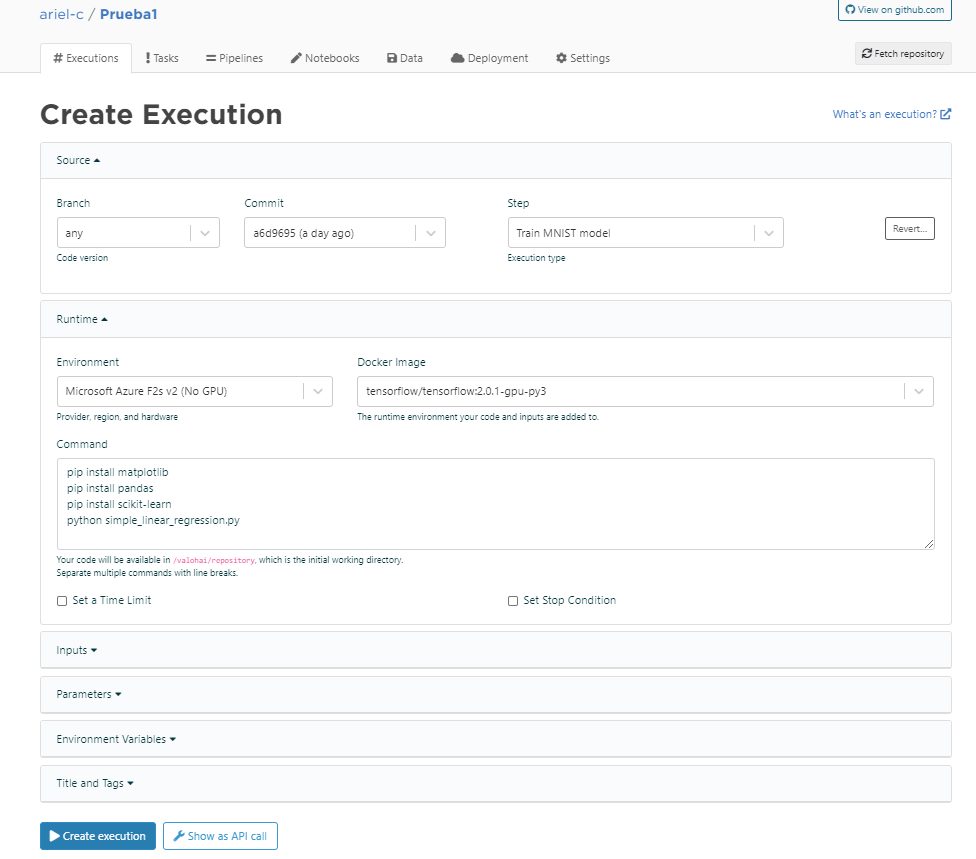 ariel-c / Prueba1
View on github.com
Executions
Tasks
Pipelines
Notebooks
Data
Deployment
Settings
Fetch repository
Create Execution
What's an execution?
Source
Branch
Commit
Step
any
a6d9695 (a day ago)
Train MNIST model
Revert...
Code version
Execution type
Runtime
Environment
Docker Image
Microsoft Azure F2s v2 (No GPU)
tensorflow/tensorflow:2.0.1-gpu-py3
Provider, region, and hardware
The runtime environment your code and inputs are added to.
Command
pip install matplotlib
pip install pandas
pip install scikit-learn
python simple_linear_regression.py
Your code will be available in /valohai/repository, which is the initial working directory.
Separate multiple commands with line breaks.
Set a Time Limit
Set Stop Condition
Inputs
Parameters
Environment Variables
Title and Tags
Create execution
Show as API call